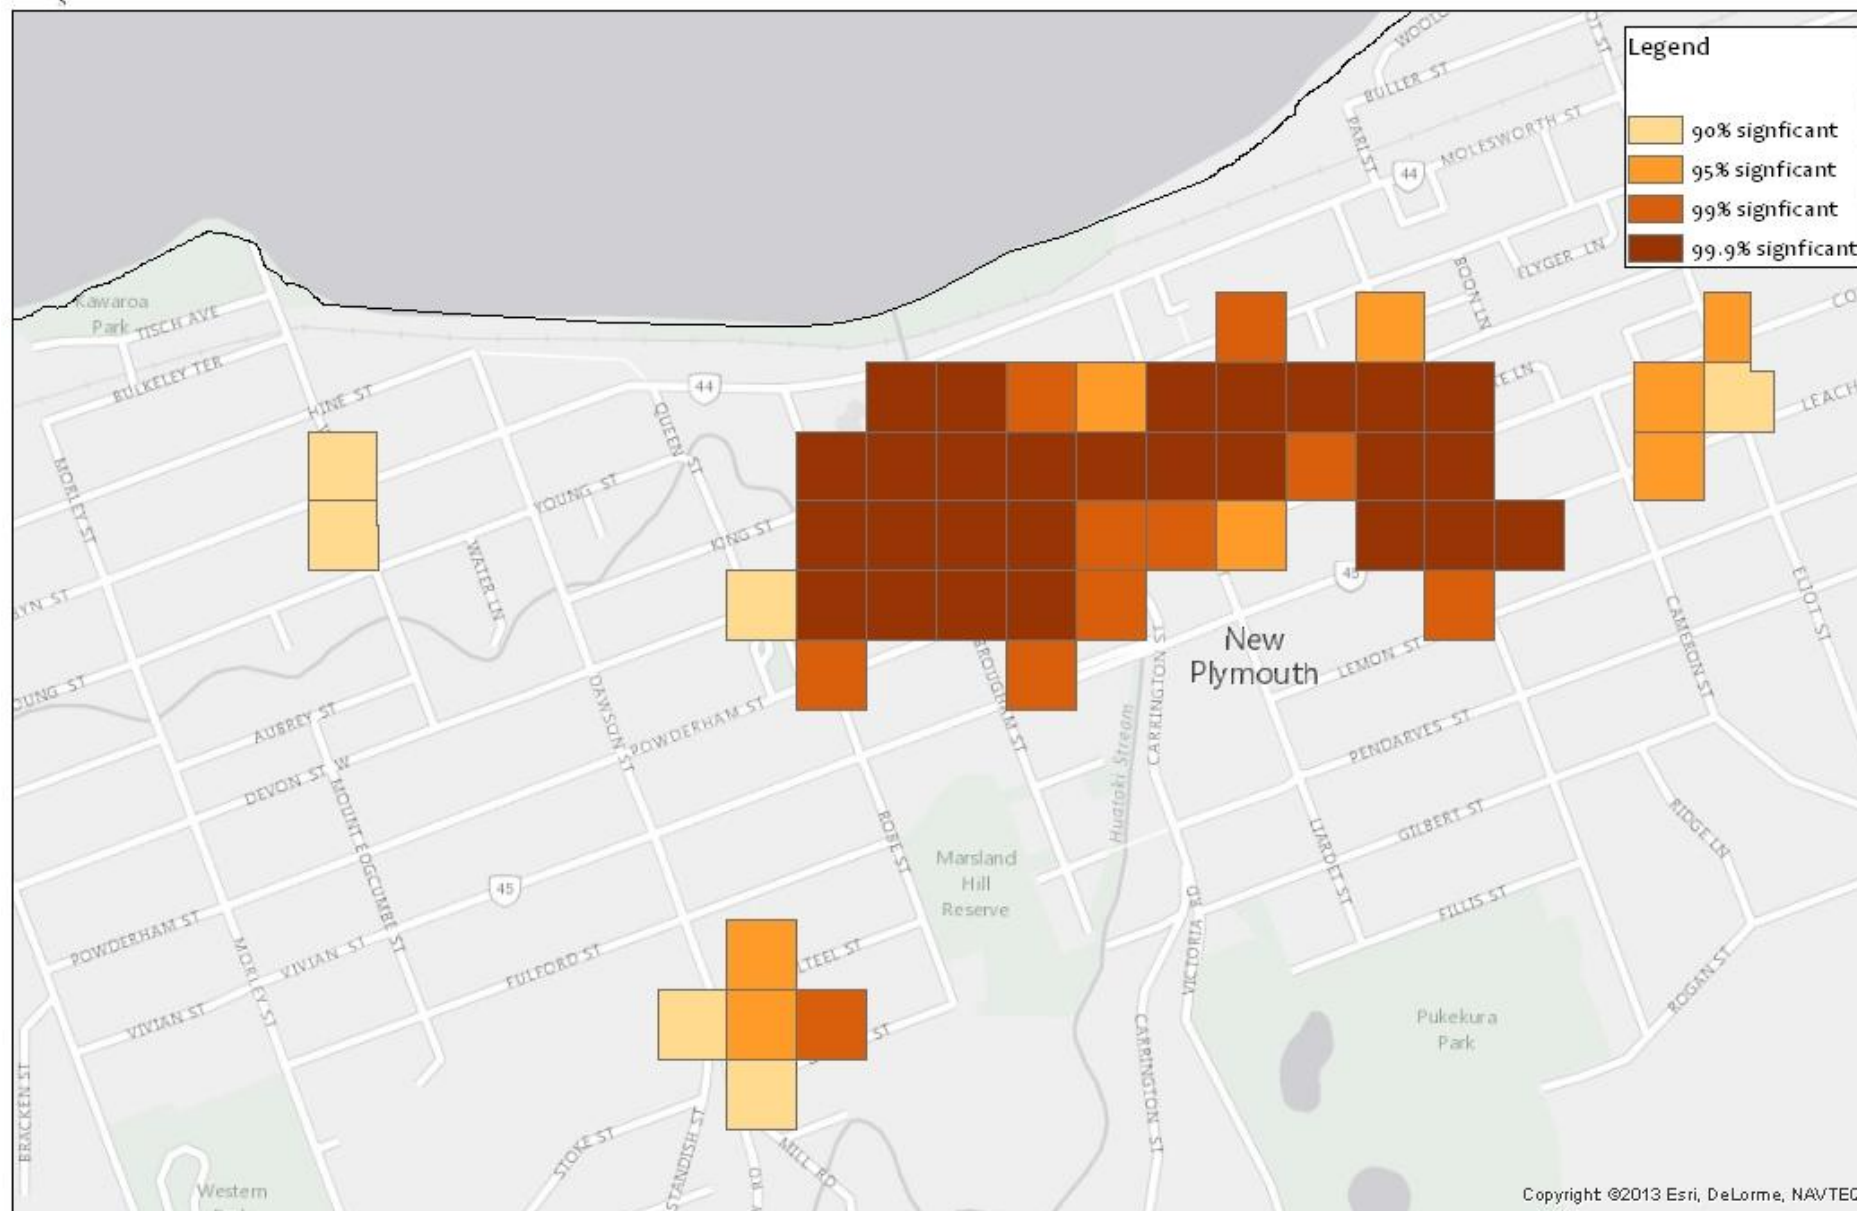 Legend
90% signficant
95% signficant
99% signficant
99.9% signficant
BULLER ST
PARI ST
MOLESWORTH ST
44
BOON LN
FLYGER LN
LEACH
Kawaroa
Park
TISCH AVE
BULKELEY TER
HINE ST
44
QUEEN ST
MORLEY ST
YOUNG ST
KING ST
WATER LN
45
ELIOT ST
CAMERON ST
New
Plymouth
LEMON ST
CARRINGTON ST
BROUGHAM ST
AUBREY ST
DAWSON ST
POWDERHAM ST
PENDARVES ST
DEVON ST W
Huatoki Stream
MOUNT EDGCUMBE ST
GILBERT ST
LIARDET ST
RIDGE LN
ROBE ST
Marsland
Hill
Reserve
45
FILLIS ST
POWDERHAM ST
VIVIAN ST
MORLEY ST
FULFORD ST
VICTORIA RD
ROGAN ST
VIVIAN ST
Pukekura
Park
CARRINGTON ST
BRACKEN ST
STOKE ST
STANDISH ST
MILL RD
Western
Copyright ©2013 Esri, DeLorme, NAVTEQ